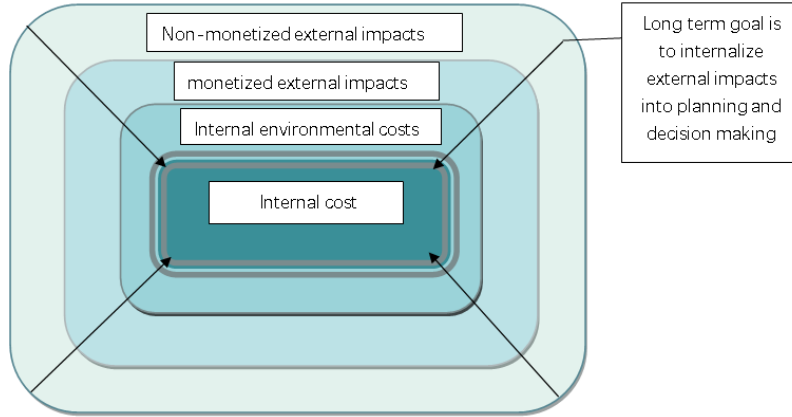 Non-monetized external impacts
monetized external impacts
Internal environmental costs
Internal cost
Long term goal is
to internalize
external impacts
into planning and
decision making